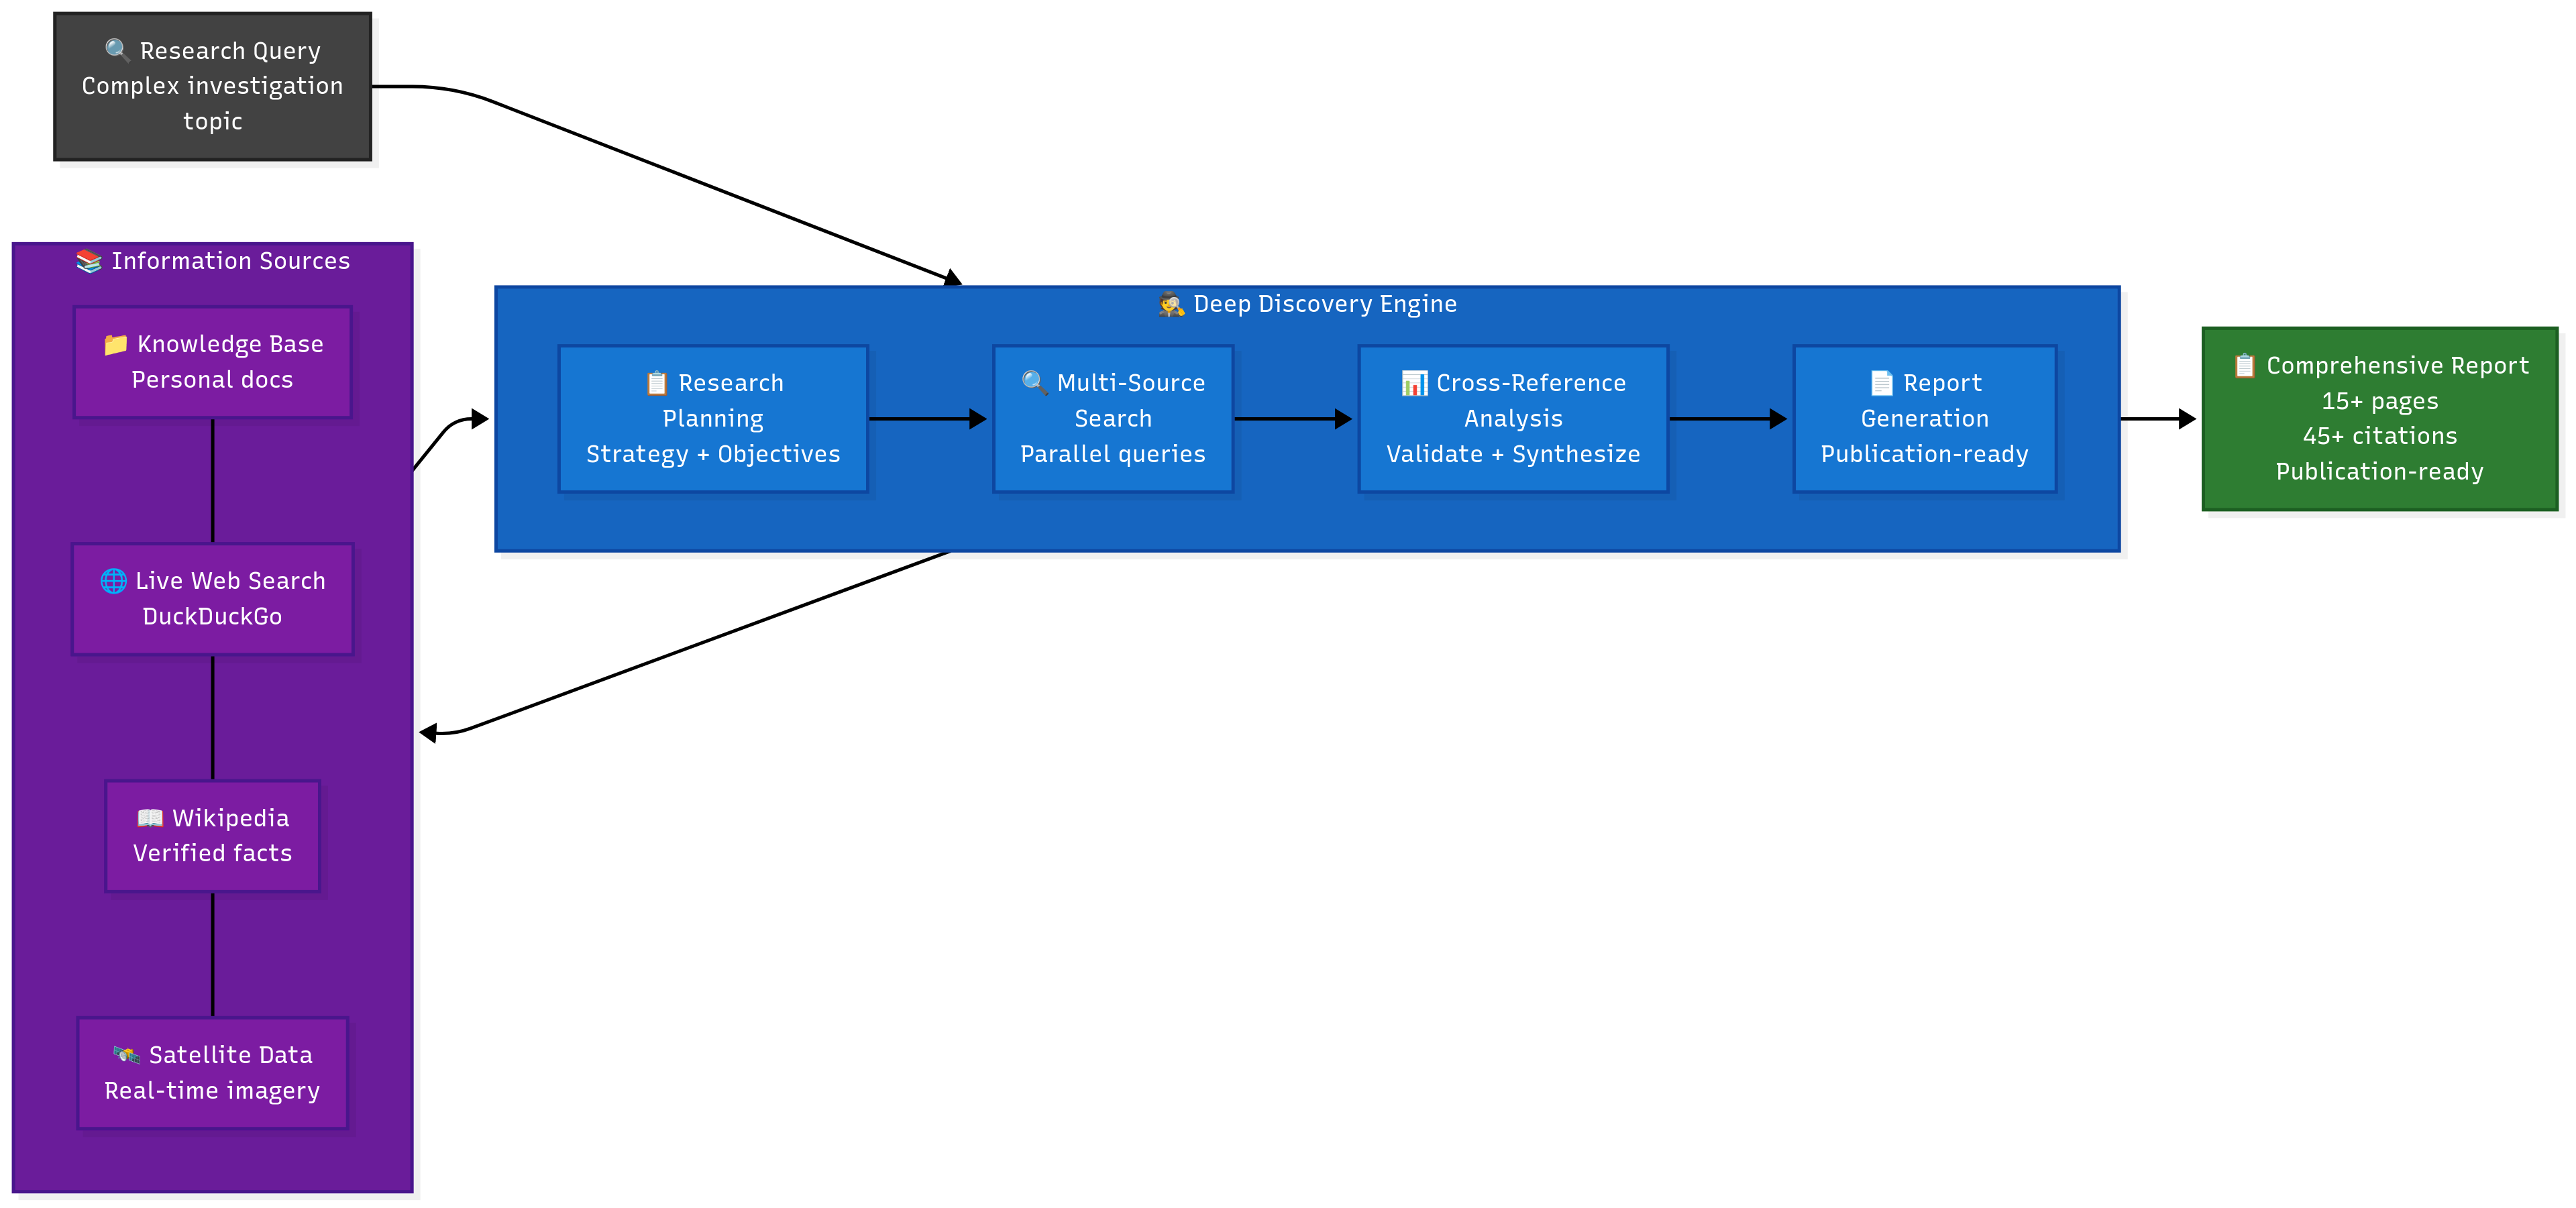 🔍 Research Query
Complex investigation
topic
📚 Information Sources
📁 Knowledge Base
Personal docs
🌐 Live Web Search
DuckDuckGo
📖 Wikipedia
Verified facts
🛰️ Satellite Data
Real-time imagery
🕵️ Deep Discovery Engine
📋 Research
Planning
Strategy + Objectives
🔍 Multi-Source
Search
Parallel queries
📊 Cross-Reference
Analysis
Validate + Synthesize
📄 Report
Generation
Publication-ready
📋 Comprehensive Report
15+ pages
45+ citations
Publication-ready